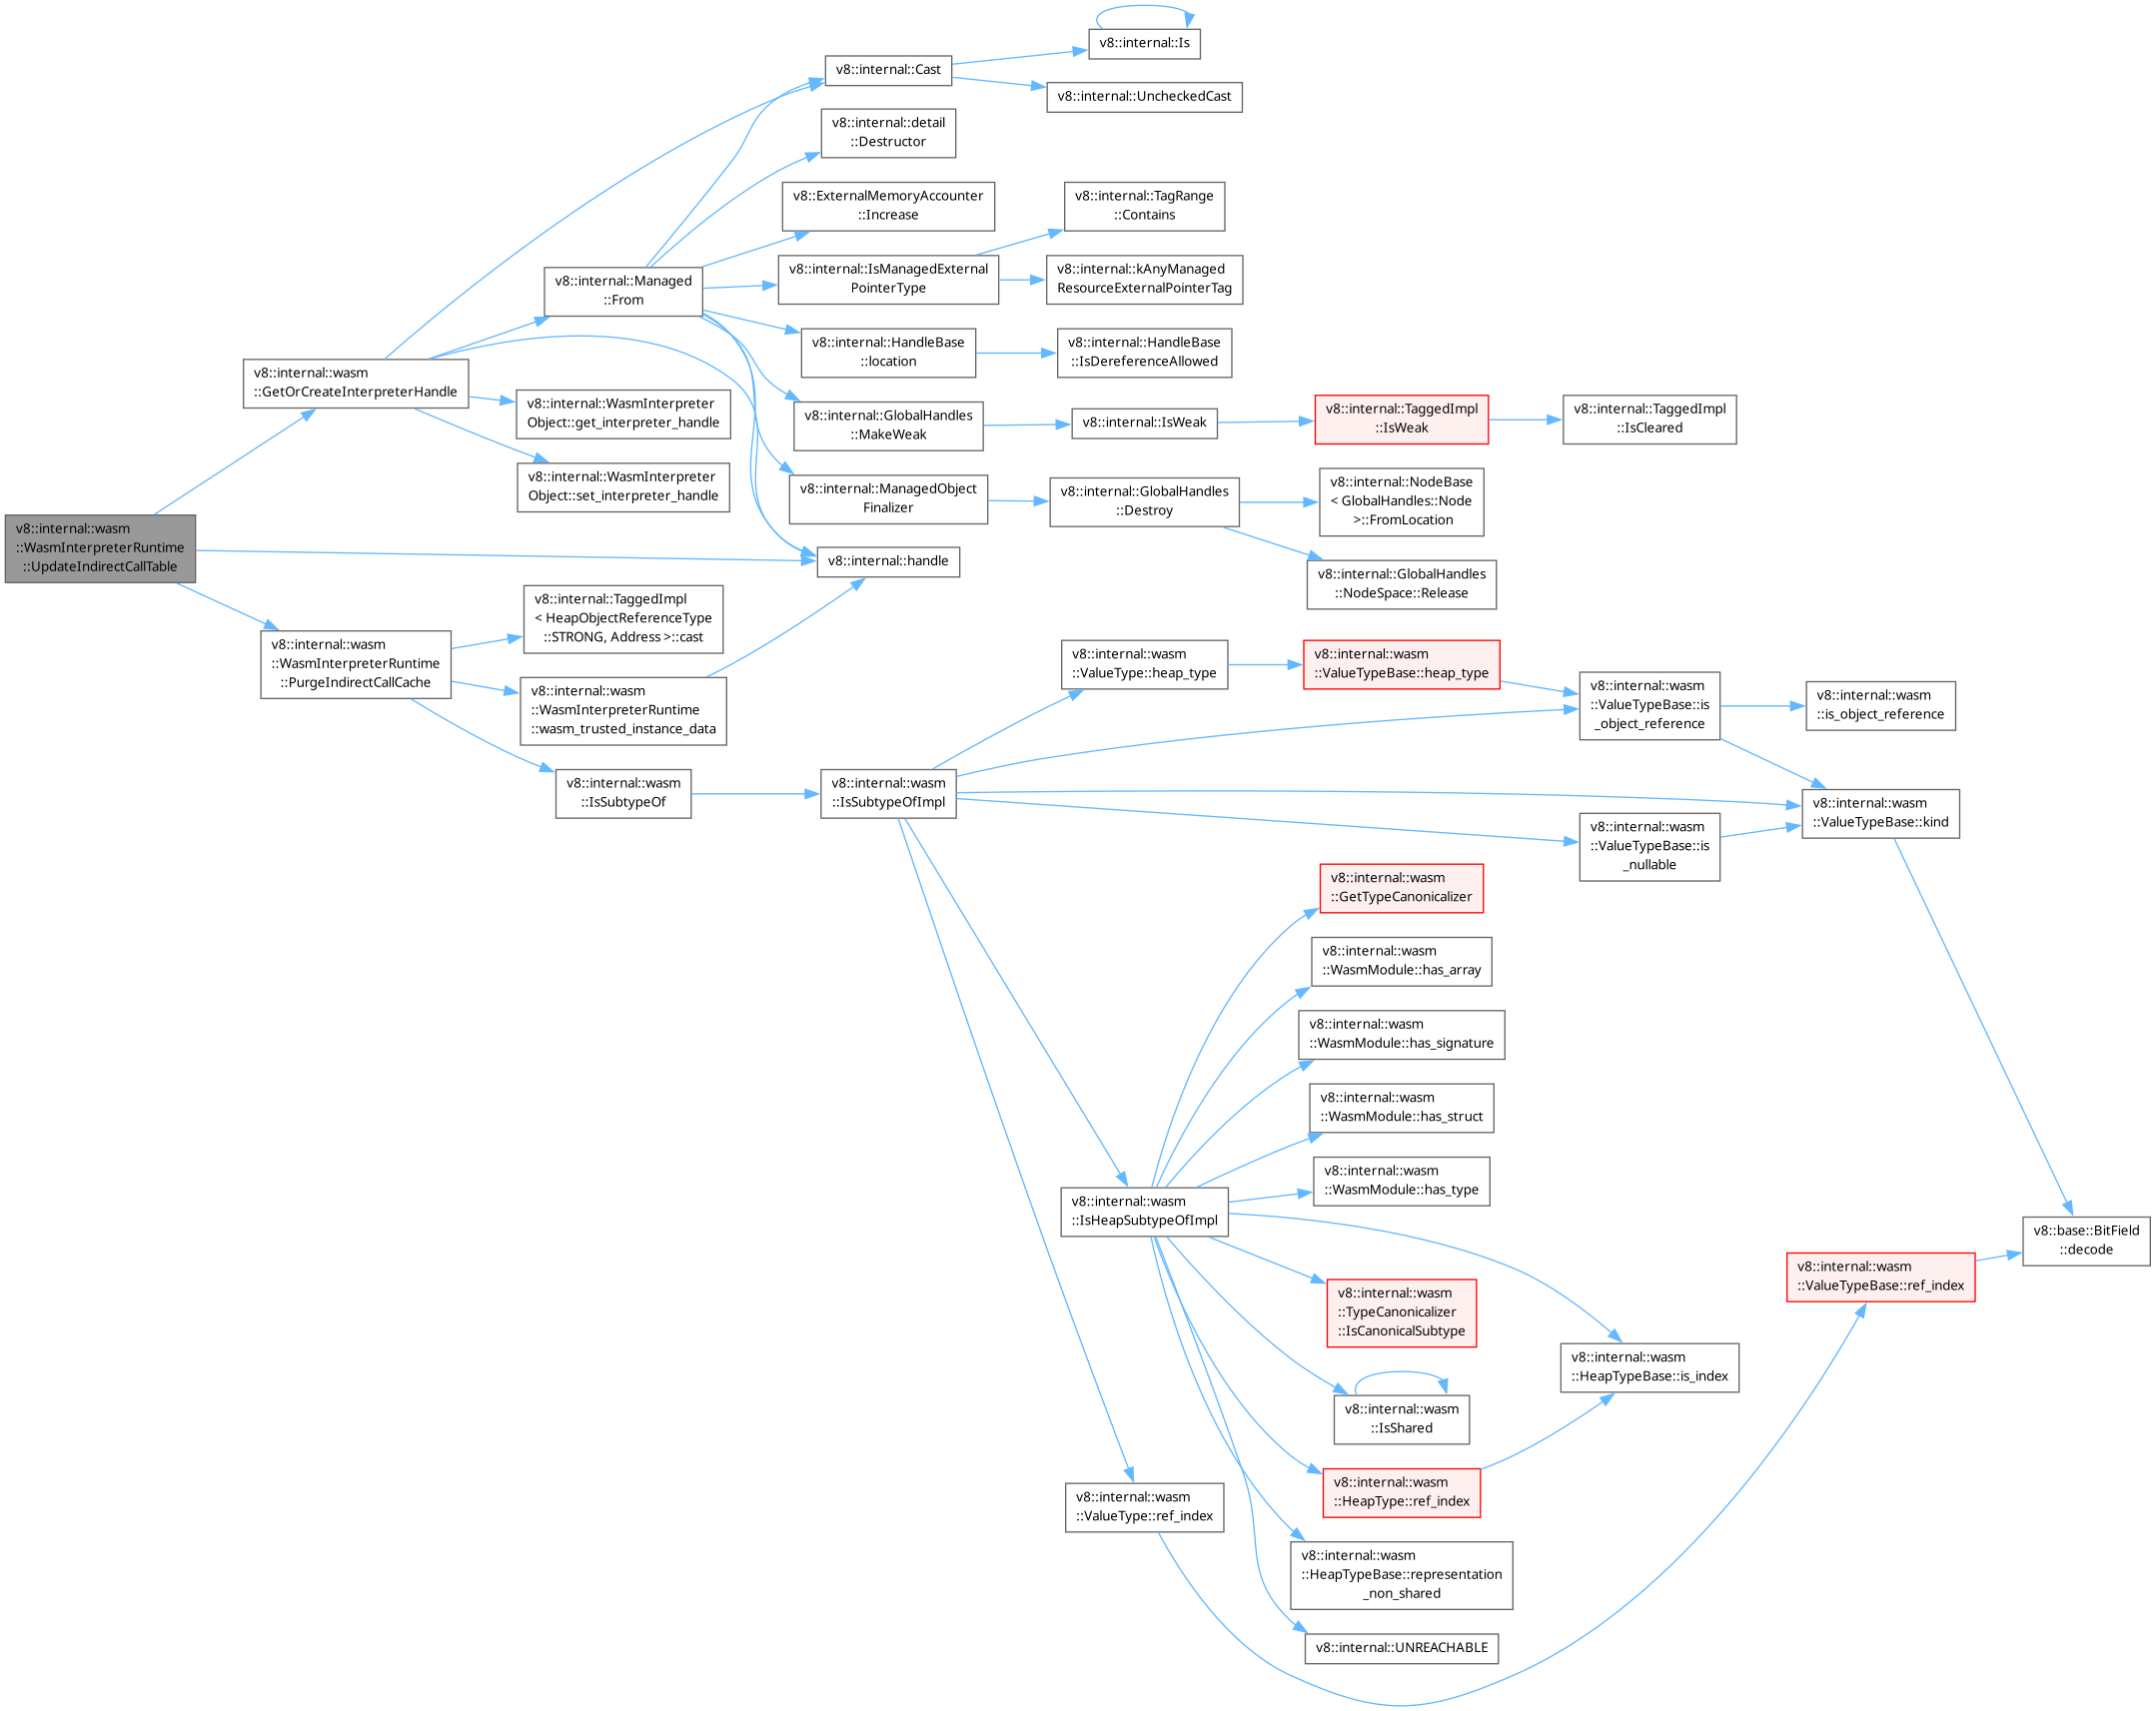 v8::internal::Is
v8::internal::Cast
v8::internal::UncheckedCast
v8::internal::detail
::Destructor
v8::ExternalMemoryAccounter
::Increase
v8::internal::TagRange
::Contains
v8::internal::Managed
::From
v8::internal::IsManagedExternal
PointerType
v8::internal::kAnyManaged
ResourceExternalPointerTag
v8::internal::HandleBase
::location
v8::internal::HandleBase
::IsDereferenceAllowed
v8::internal::wasm
::GetOrCreateInterpreterHandle
v8::internal::WasmInterpreter
Object::get_interpreter_handle
v8::internal::GlobalHandles
::MakeWeak
v8::internal::IsWeak
v8::internal::TaggedImpl
::IsWeak
v8::internal::TaggedImpl
::IsCleared
v8::internal::WasmInterpreter
Object::set_interpreter_handle
v8::internal::ManagedObject
Finalizer
v8::internal::GlobalHandles
::Destroy
v8::internal::NodeBase
< GlobalHandles::Node
>::FromLocation
v8::internal::wasm
::WasmInterpreterRuntime
::UpdateIndirectCallTable
v8::internal::handle
v8::internal::GlobalHandles
::NodeSpace::Release
v8::internal::TaggedImpl
< HeapObjectReferenceType
::STRONG, Address >::cast
v8::internal::wasm
::WasmInterpreterRuntime
::PurgeIndirectCallCache
v8::internal::wasm
::ValueType::heap_type
v8::internal::wasm
::ValueTypeBase::heap_type
v8::internal::wasm
::WasmInterpreterRuntime
::wasm_trusted_instance_data
v8::internal::wasm
::ValueTypeBase::is
_object_reference
v8::internal::wasm
::is_object_reference
v8::internal::wasm
::IsSubtypeOf
v8::internal::wasm
::IsSubtypeOfImpl
v8::internal::wasm
::ValueTypeBase::kind
v8::internal::wasm
::ValueTypeBase::is
_nullable
v8::internal::wasm
::GetTypeCanonicalizer
v8::internal::wasm
::WasmModule::has_array
v8::internal::wasm
::WasmModule::has_signature
v8::internal::wasm
::WasmModule::has_struct
v8::internal::wasm
::WasmModule::has_type
v8::internal::wasm
::IsHeapSubtypeOfImpl
v8::base::BitField
::decode
v8::internal::wasm
::ValueTypeBase::ref_index
v8::internal::wasm
::TypeCanonicalizer
::IsCanonicalSubtype
v8::internal::wasm
::HeapTypeBase::is_index
v8::internal::wasm
::IsShared
v8::internal::wasm
::HeapType::ref_index
v8::internal::wasm
::ValueType::ref_index
v8::internal::wasm
::HeapTypeBase::representation
_non_shared
v8::internal::UNREACHABLE